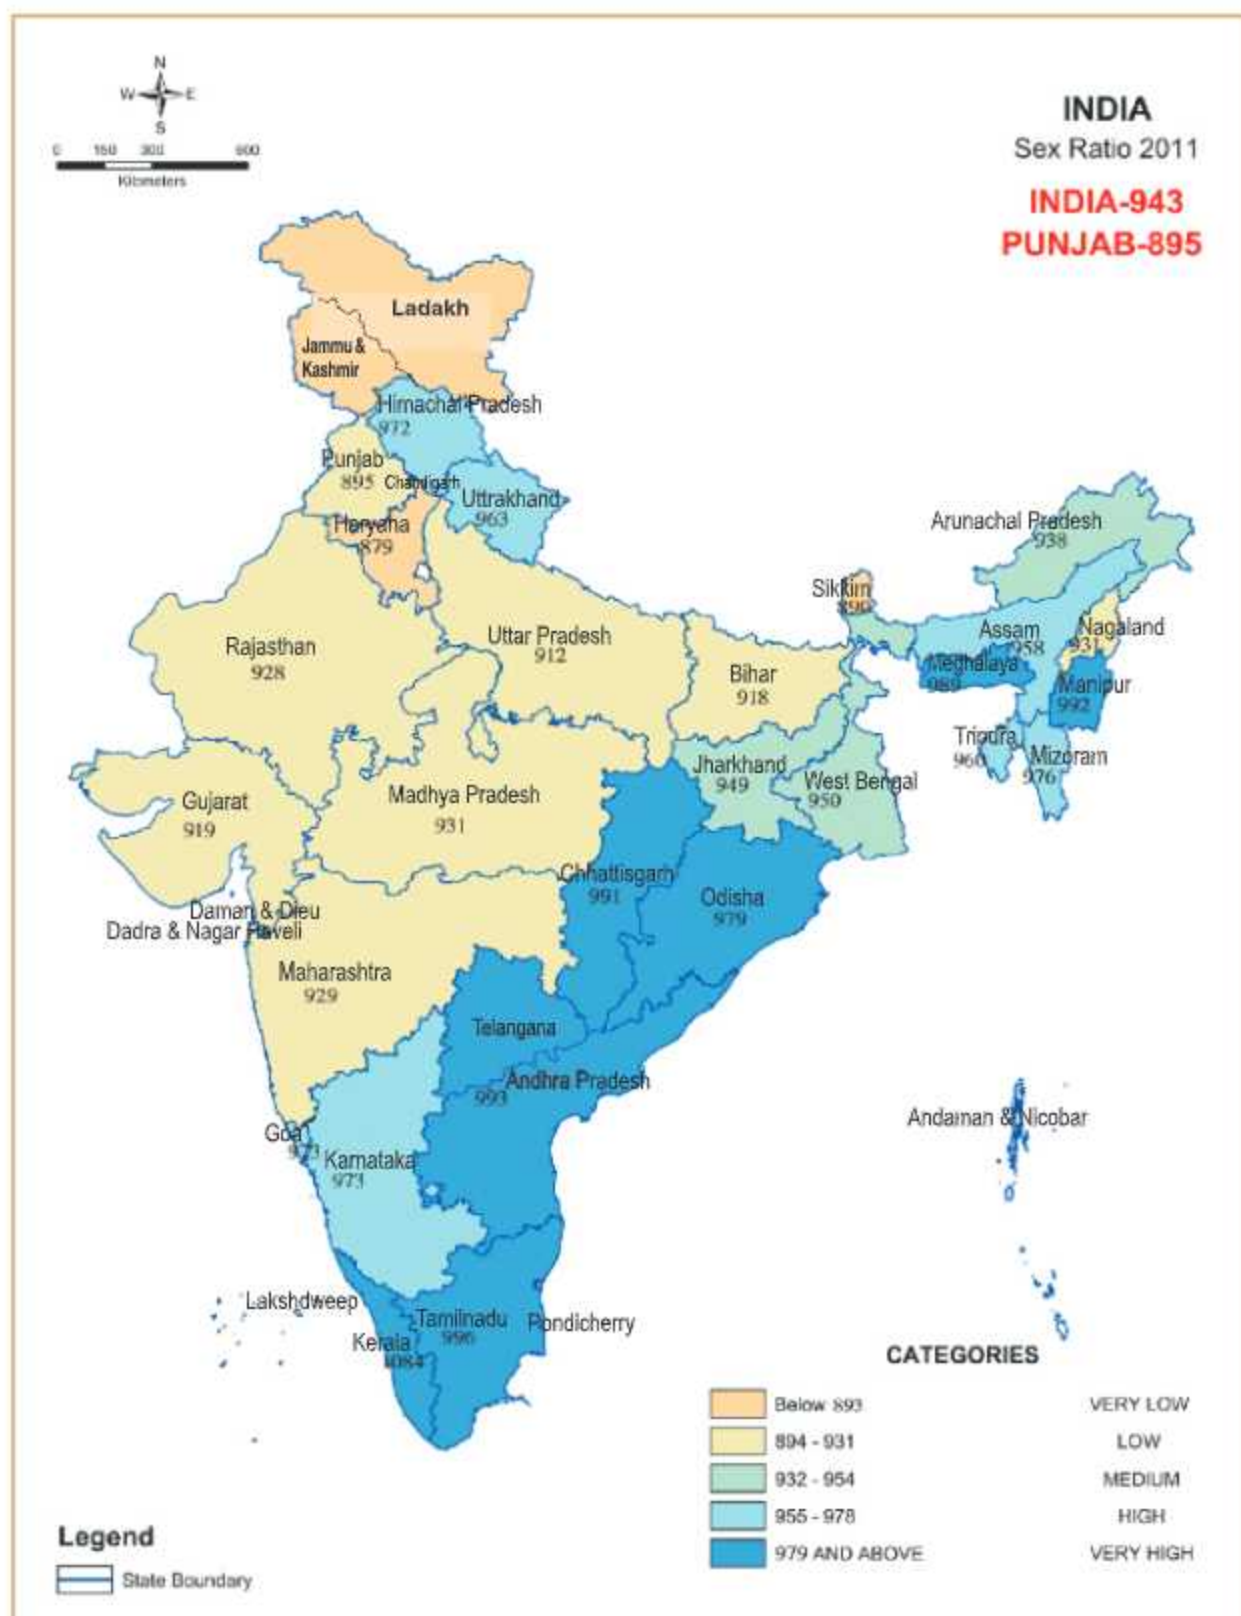 N
W E
S
0 150 300 600
Kilometers
INDIA
Sex Ratio 2011
INDIA-943
PUNJAB-895
Ladakh
Jammu &
Kashmir
Himachal Pradesh
972
Punjab
895
Chandigarh
Uttrakhand
963
Haryana
879
Arunachal Pradesh
938
Sikkim
890
Rajasthan
928
Uttar Pradesh
912
Bihar
918
Assam
958
Nagaland
931
Meghalaya
989
Manipur
992
Tripura
960
Mizoram
976
Jharkhand
949
West Bengal
950
Gujarat
919
Madhya Pradesh
931
Chhattisgarh
991
Odisha
979
Daman & Dieu
Dadra & Nagar Haveli
Maharashtra
929
Telangana
Andhra Pradesh
993
Goa
973
Karnataka
973
Andaman & Nicobar
Lakshdweep
Kerala
1084
Tamilnadu
996
Pondicherry
CATEGORIES
Below 893 VERY LOW
894 - 931 LOW
932 - 954 MEDIUM
955 - 978 HIGH
979 AND ABOVE VERY HIGH
Legend
State Boundary